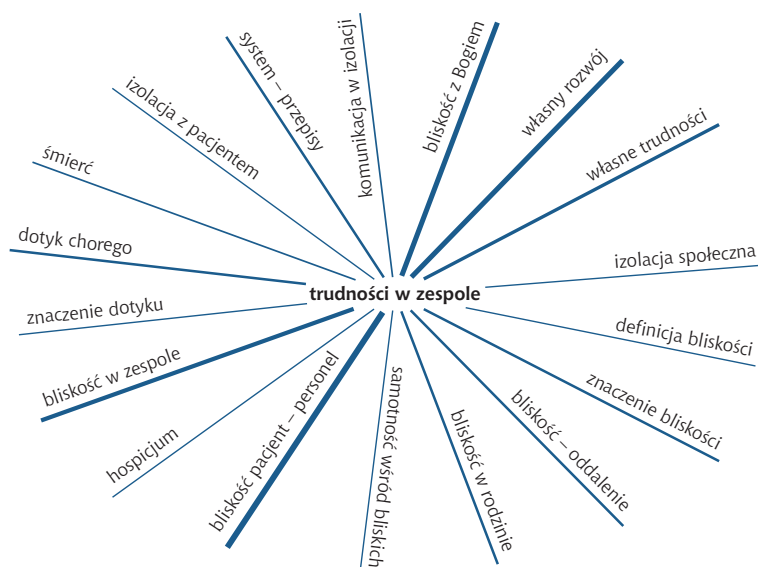 komunikacja w izolacji
bliskość z Bogiem
własny rozwój
własne trudności
izolacja społeczna
definicja bliskości
znaczenie bliskości
bliskość – oddalenie
bliskość w rodzinie
samotność wśród bliskich
bliskość pacjent – personel
hospicjum
bliskość w zespole
znaczenie dotyku
dotyk chorego
śmierć
izolacja z pacjentem
system – przepisy
trudności w zespole